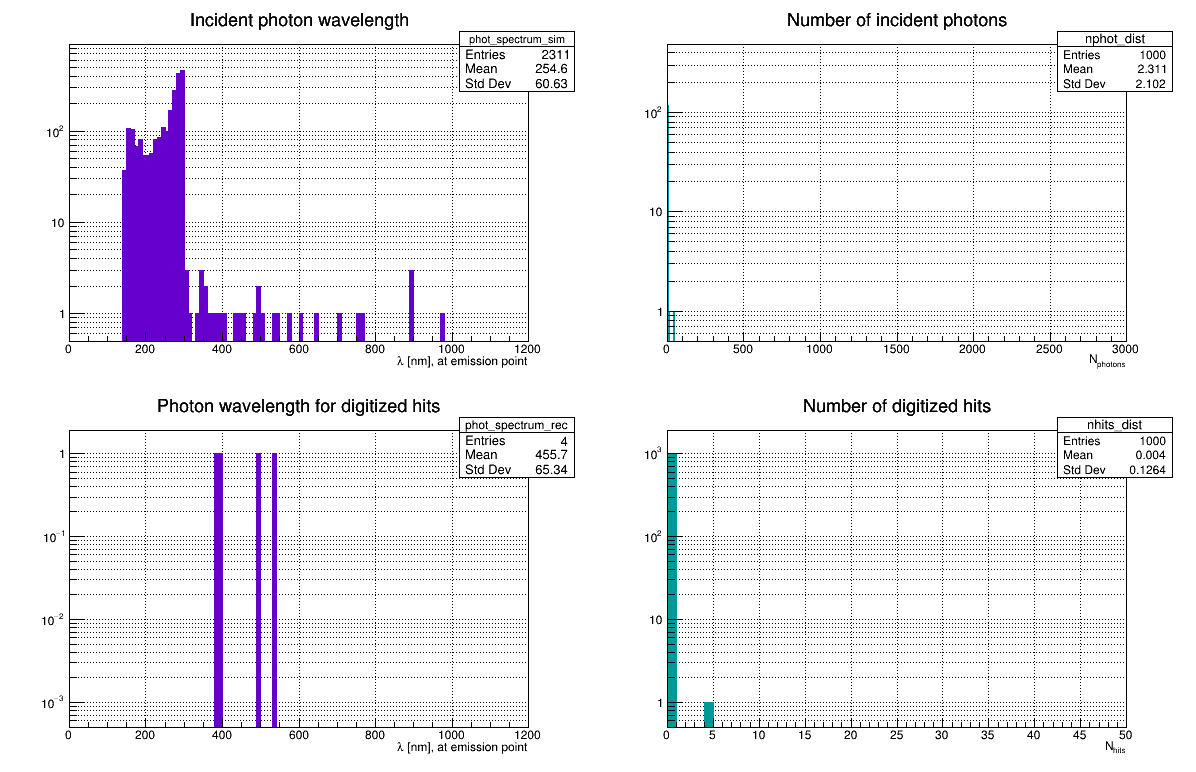 Incident photon wavelength
phot_spectrum_sim
Entries 2311
Mean 254.6
Std Dev 60.63
10²
10
1
0 200 400 600 800 1000 1200
λ [nm], at emission point
Number of incident photons
nphot_dist
Entries 1000
Mean 2.311
Std Dev 2.102
10²
10
1
0 500 1000 1500 2000 2500 3000
Nphotons
Photon wavelength for digitized hits
phot_spectrum_rec
Entries 4
Mean 455.7
Std Dev 65.34
1
10⁻¹
10⁻²
10⁻³
0 200 400 600 800 1000 1200
λ [nm], at emission point
Number of digitized hits
nhits_dist
Entries 1000
Mean 0.004
Std Dev 0.1264
10³
10²
10
1
0 5 10 15 20 25 30 35 40 45 50
Nhits